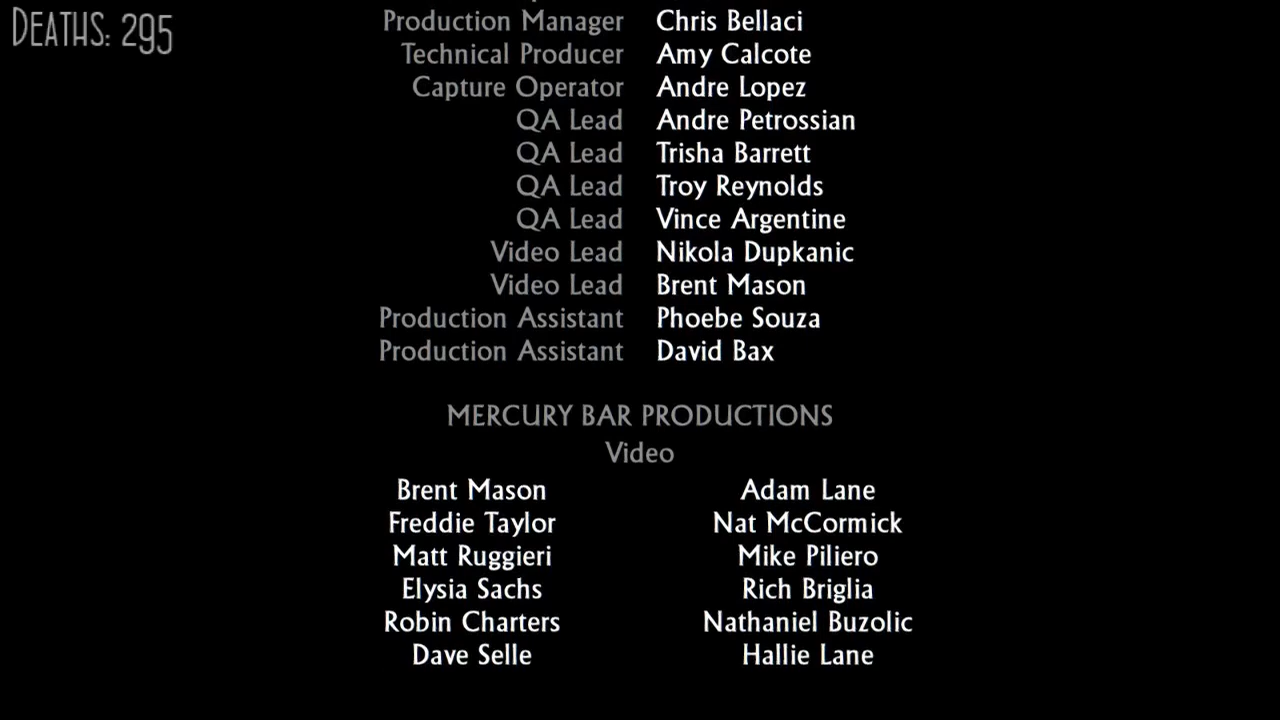 DEATHS: 295
Production Manager Chris Bellaci
Technical Producer Amy Calcote
Capture Operator Andre Lopez
QA Lead Andre Petrossian
QA Lead Trisha Barrett
QA Lead Troy Reynolds
QA Lead Vince Argentine
Video Lead Nikola Dupkanic
Video Lead Brent Mason
Production Assistant Phoebe Souza
Production Assistant David Bax
MERCURY BAR PRODUCTIONS
Video
Brent Mason Adam Lane
Freddie Taylor Nat McCormick
Matt Ruggieri Mike Piliero
Elysia Sachs Rich Briglia
Robin Charters Nathaniel Buzolic
Dave Selle Hallie Lane